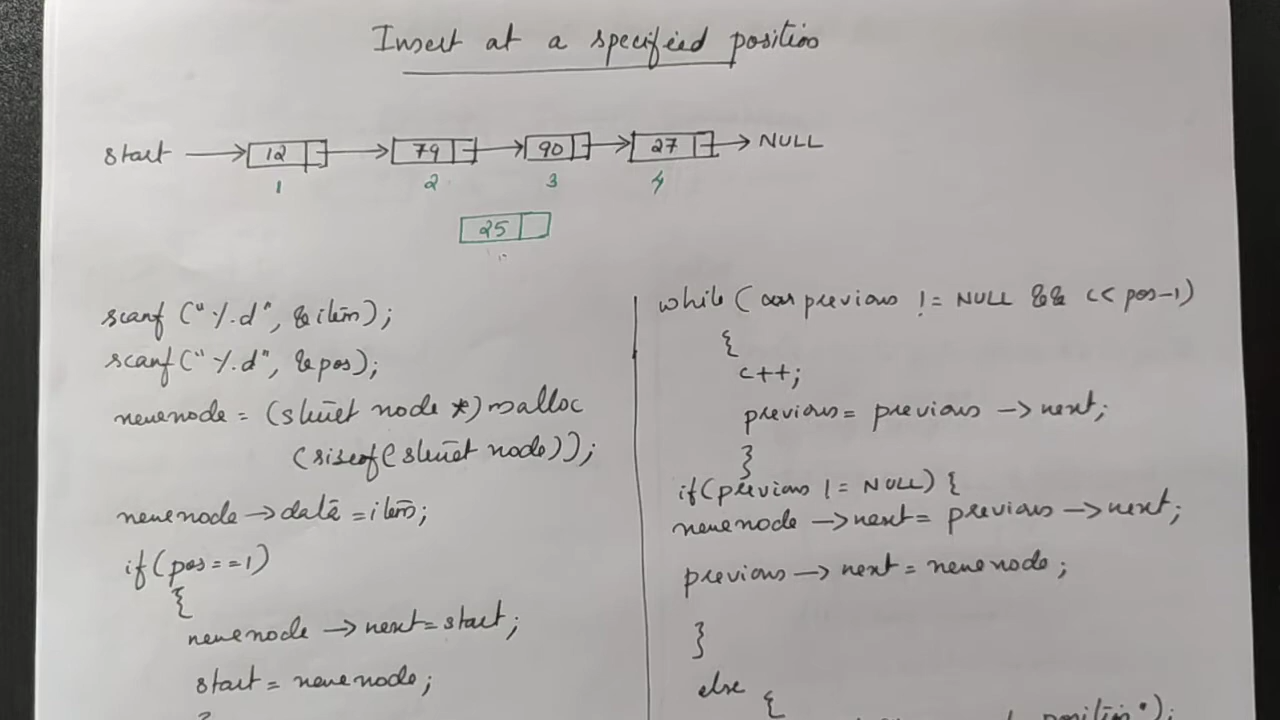 Insert at a specified position
start → 12 → 79 → 90 → 27 → NULL
1 2 3 4
25
scanf ("%d", &item);
scanf ("%d", &pos);
newnode = (struct node *) malloc
(sizeof(struct node));
newnode → data = item;
if (pos == 1)
{
newnode → next = start;
start = newnode;
while ( previous != NULL && c < pos-1)
{
c++;
previous = previous → next;
}
if (previous != NULL) {
newnode → next = previous → next;
previous → next = newnode;
}
else {
position");